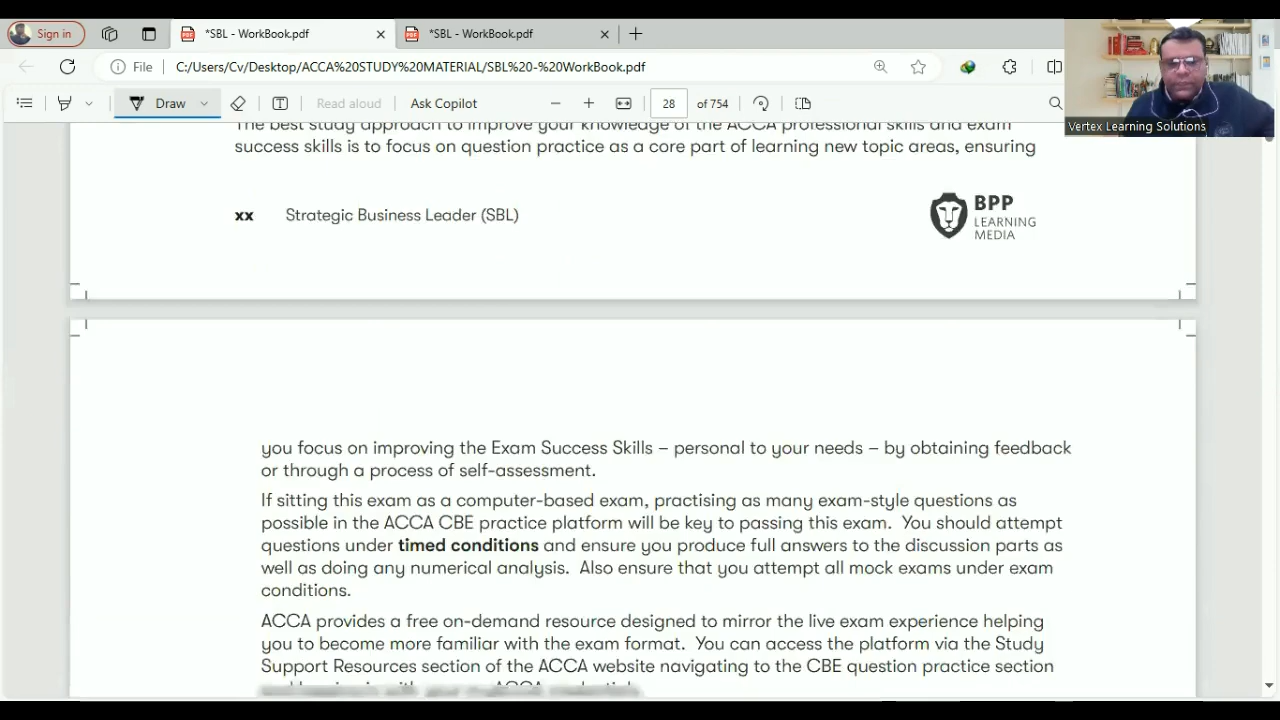 Sign in
*SBL - WorkBook.pdf
*SBL - WorkBook.pdf
File
C:/Users/Cv/Desktop/ACCA%20STUDY%20MATERIAL/SBL%20-%20WorkBook.pdf
Draw
Read aloud
Ask Copilot
28
of 754
Vertex Learning Solutions
The best study approach to improve your knowledge of the ACCA professional skills and exam
success skills is to focus on question practice as a core part of learning new topic areas, ensuring
xx Strategic Business Leader (SBL)
BPP
LEARNING
MEDIA
you focus on improving the Exam Success Skills – personal to your needs – by obtaining feedback
or through a process of self-assessment.
If sitting this exam as a computer-based exam, practising as many exam-style questions as
possible in the ACCA CBE practice platform will be key to passing this exam. You should attempt
questions under timed conditions and ensure you produce full answers to the discussion parts as
well as doing any numerical analysis. Also ensure that you attempt all mock exams under exam
conditions.
ACCA provides a free on-demand resource designed to mirror the live exam experience helping
you to become more familiar with the exam format. You can access the platform via the Study
Support Resources section of the ACCA website navigating to the CBE question practice section